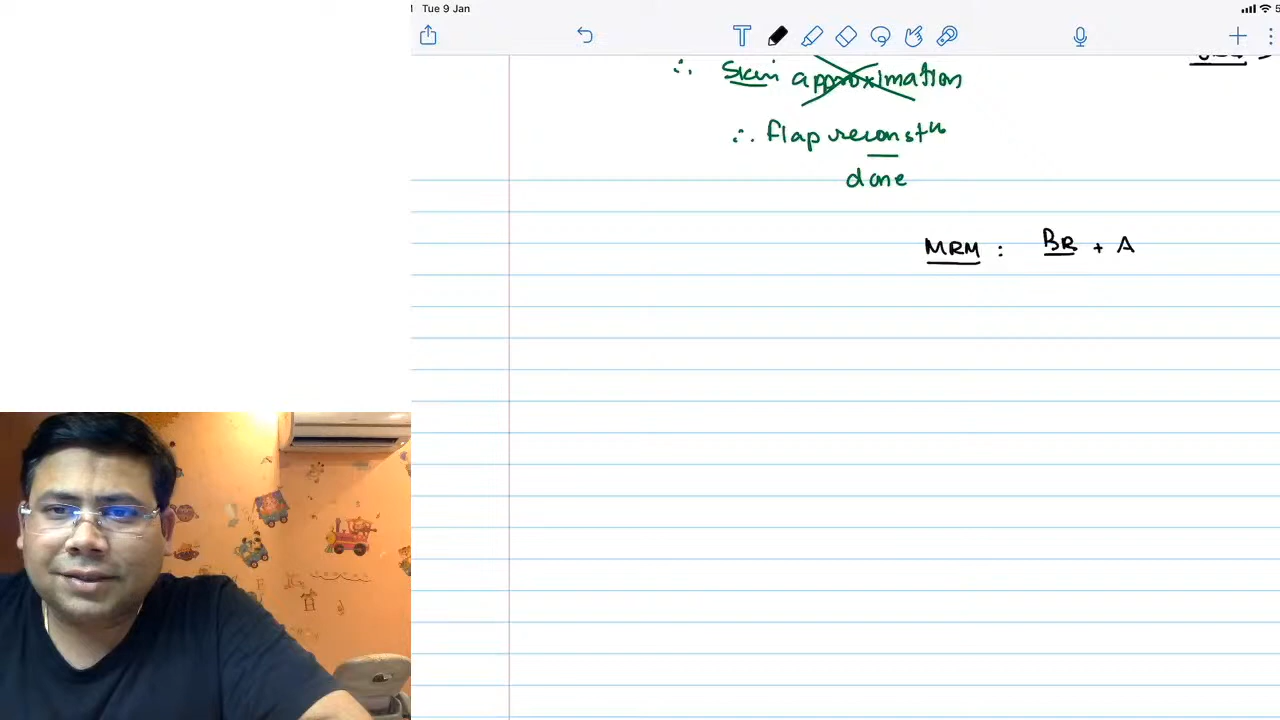 Tue 9 Jan
∴ Skin approximation
∴ flap reconstn
done
MRM : BR + A